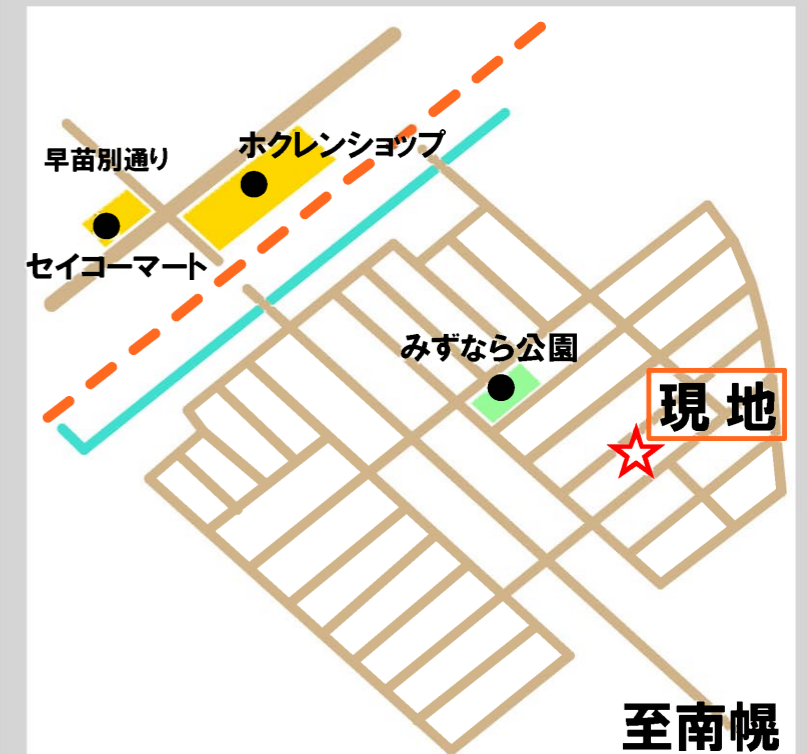 ホクレンショップ
早苗別通り
セイコーマート
みずなら公園
現 地
至南幌